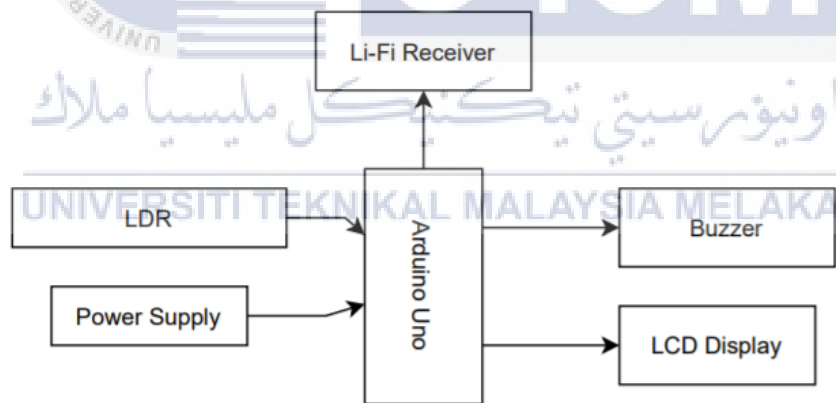 UNIVER
Li-Fi Receiver
اونيۏرسيتي تيكنيكل مليسيا ملاك
UNIVERSITI TEKNIKAL MALAYSIA MELAKA
LDR
Arduino Uno
Buzzer
Power Supply
LCD Display